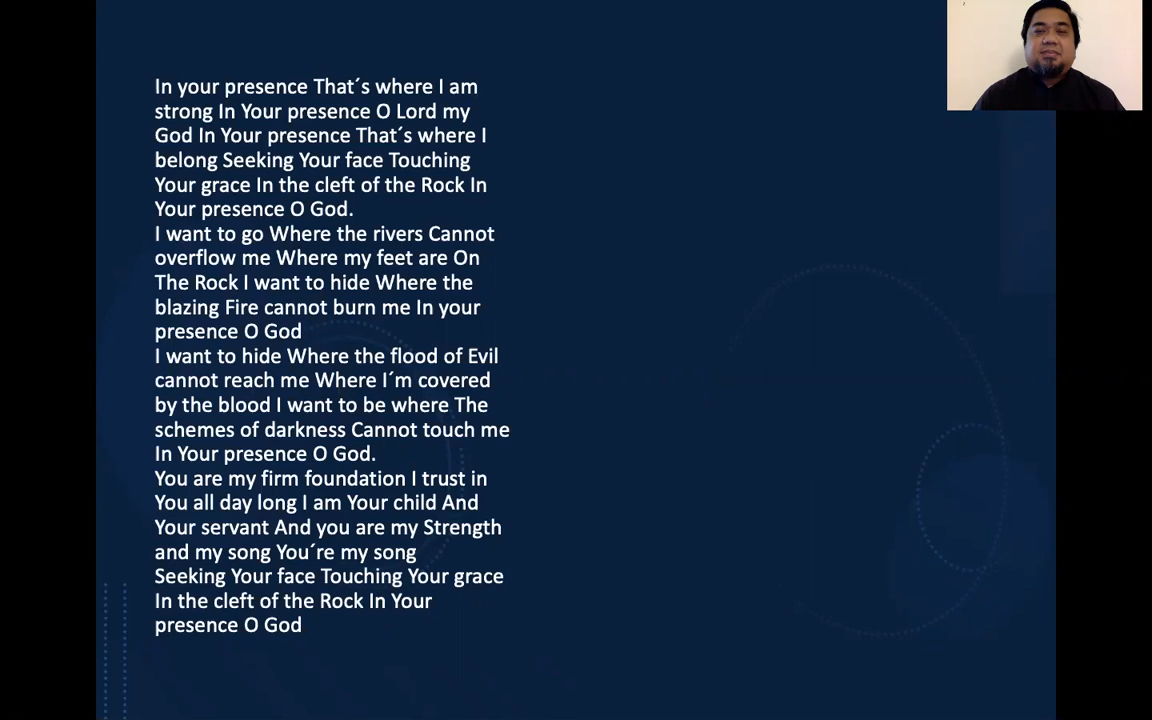 In your presence That´s where I am
strong In Your presence O Lord my
God In Your presence That´s where I
belong Seeking Your face Touching
Your grace In the cleft of the Rock In
Your presence O God.
I want to go Where the rivers Cannot
overflow me Where my feet are On
The Rock I want to hide Where the
blazing Fire cannot burn me In your
presence O God
I want to hide Where the flood of Evil
cannot reach me Where I´m covered
by the blood I want to be where The
schemes of darkness Cannot touch me
In Your presence O God.
You are my firm foundation I trust in
You all day long I am Your child And
Your servant And you are my Strength
and my song You´re my song
Seeking Your face Touching Your grace
In the cleft of the Rock In Your
presence O God